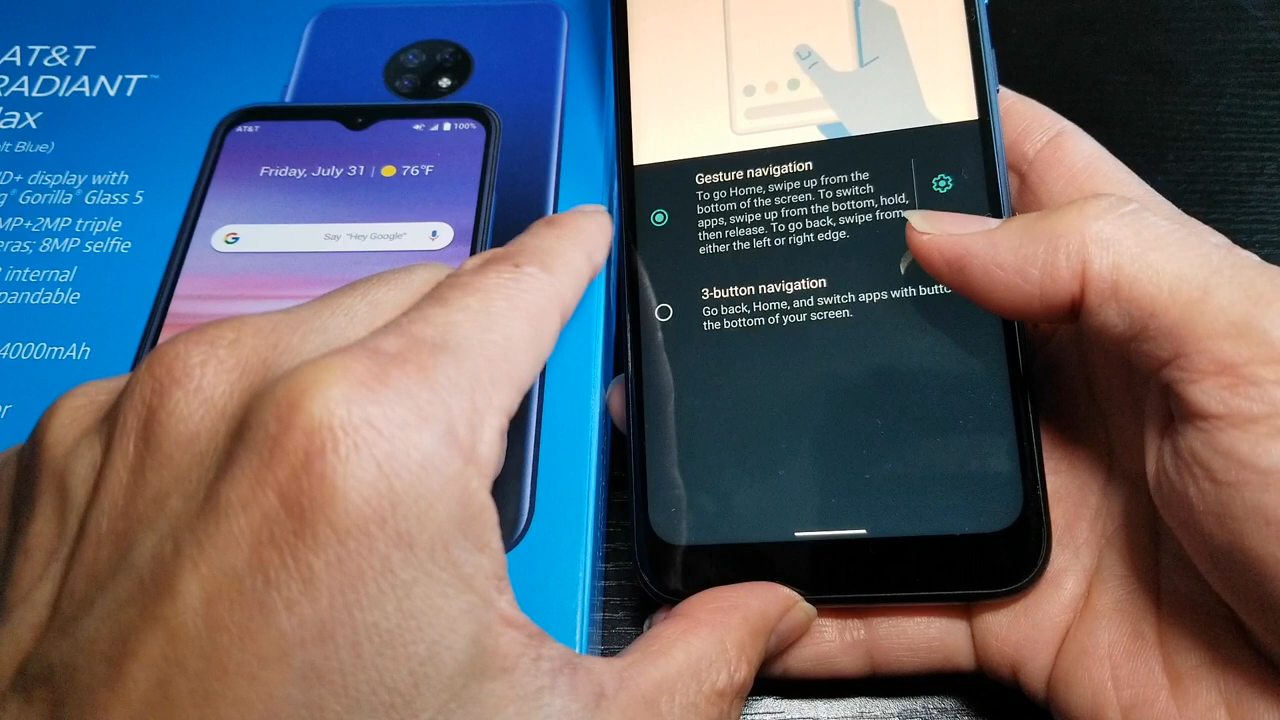 AT&T
RADIANT™
ax
lt Blue)
D+ display with
g® Gorilla® Glass 5
MP+2MP triple
eras; 8MP selfie
internal
pandable
4000mAh
or
AT&T
100%
Friday, July 31 | 76°F
G
Say "Hey Google"
Gesture navigation
To go Home, swipe up from the
bottom of the screen. To switch
apps, swipe up from the bottom, hold,
then release. To go back, swipe from
either the left or right edge.
3-button navigation
Go back, Home, and switch apps with butto
the bottom of your screen.